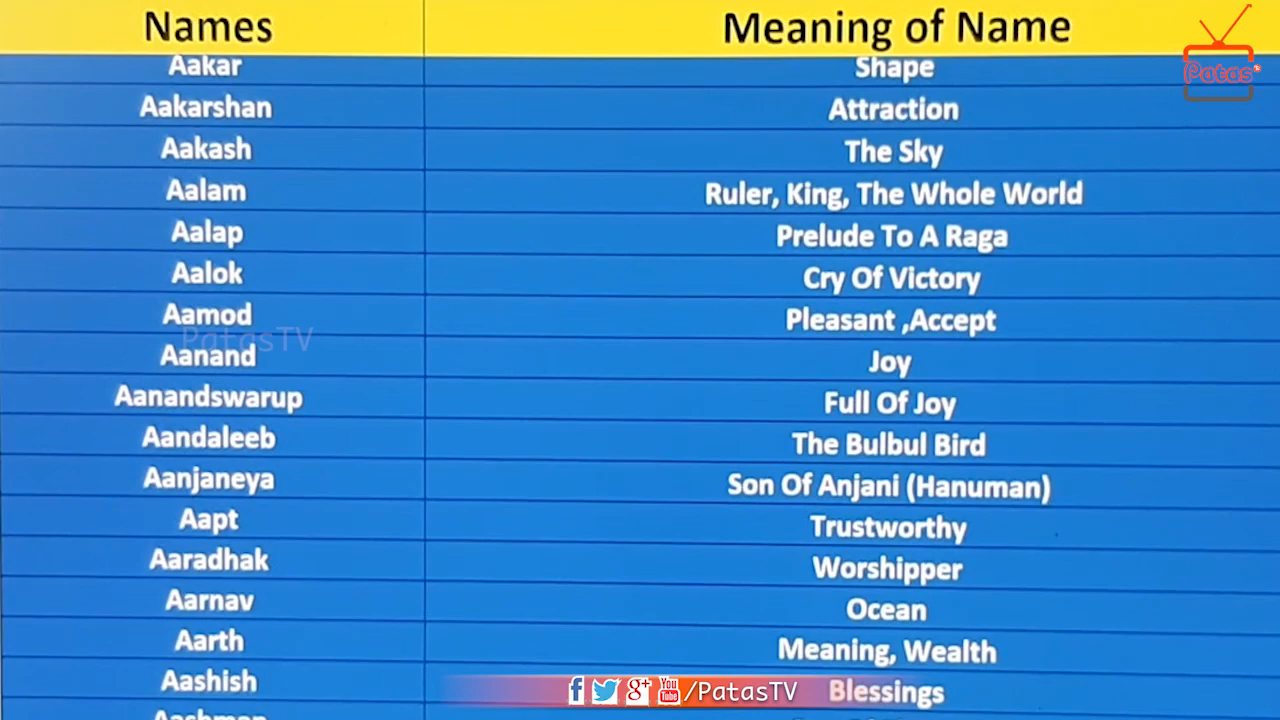 Names Meaning of Name
Patas
Aakar Shape
Aakarshan Attraction
Aakash The Sky
Aalam Ruler, King, The Whole World
Aalap Prelude To A Raga
Aalok Cry Of Victory
Aamod Pleasant ,Accept
PatasTV
Aanand Joy
Aanandswarup Full Of Joy
Aandaleeb The Bulbul Bird
Aanjaneya Son Of Anjani (Hanuman)
Aapt Trustworthy
Aaradhak Worshipper
Aarnav Ocean
Aarth Meaning, Wealth
Aashish Blessings
f g+ You Tube /PatasTV